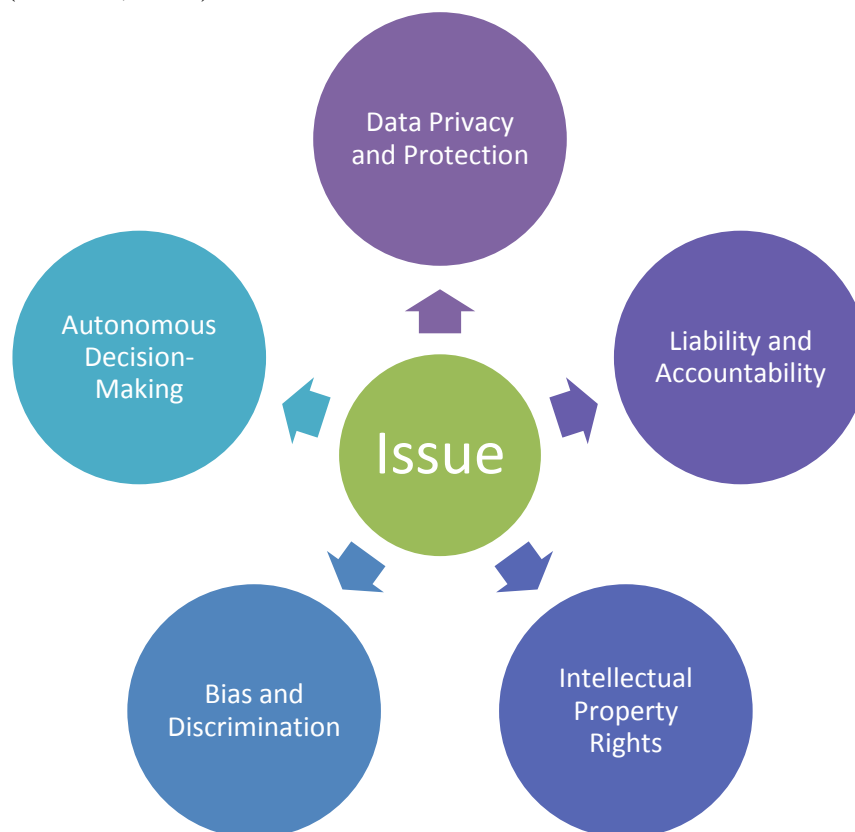 Data Privacy
and Protection
Liability and
Accountability
Intellectual
Property
Rights
Bias and
Discrimination
Autonomous
Decision-
Making
Issue